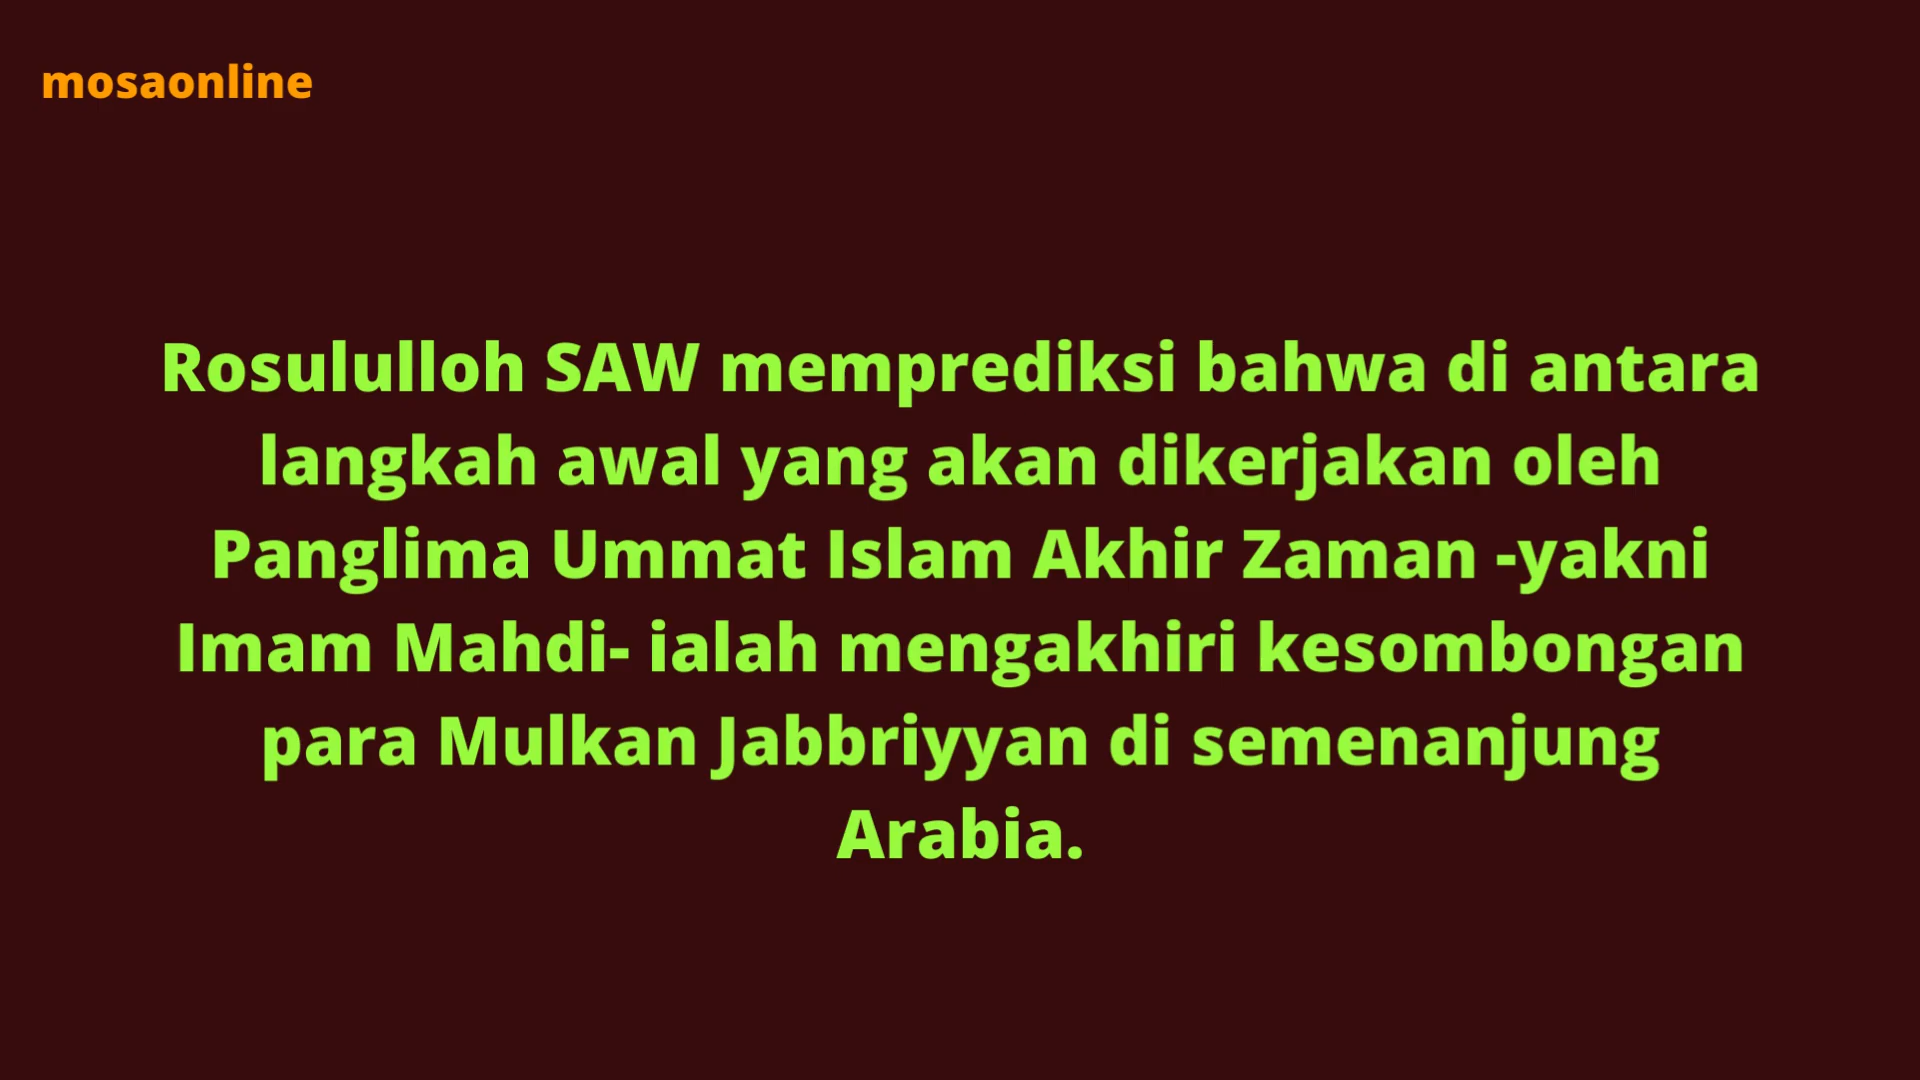 mosaonline
Rosululloh SAW memprediksi bahwa di antara
langkah awal yang akan dikerjakan oleh
Panglima Ummat Islam Akhir Zaman -yakni
Imam Mahdi- ialah mengakhiri kesombongan
para Mulkan Jabbriyyan di semenanjung
Arabia.